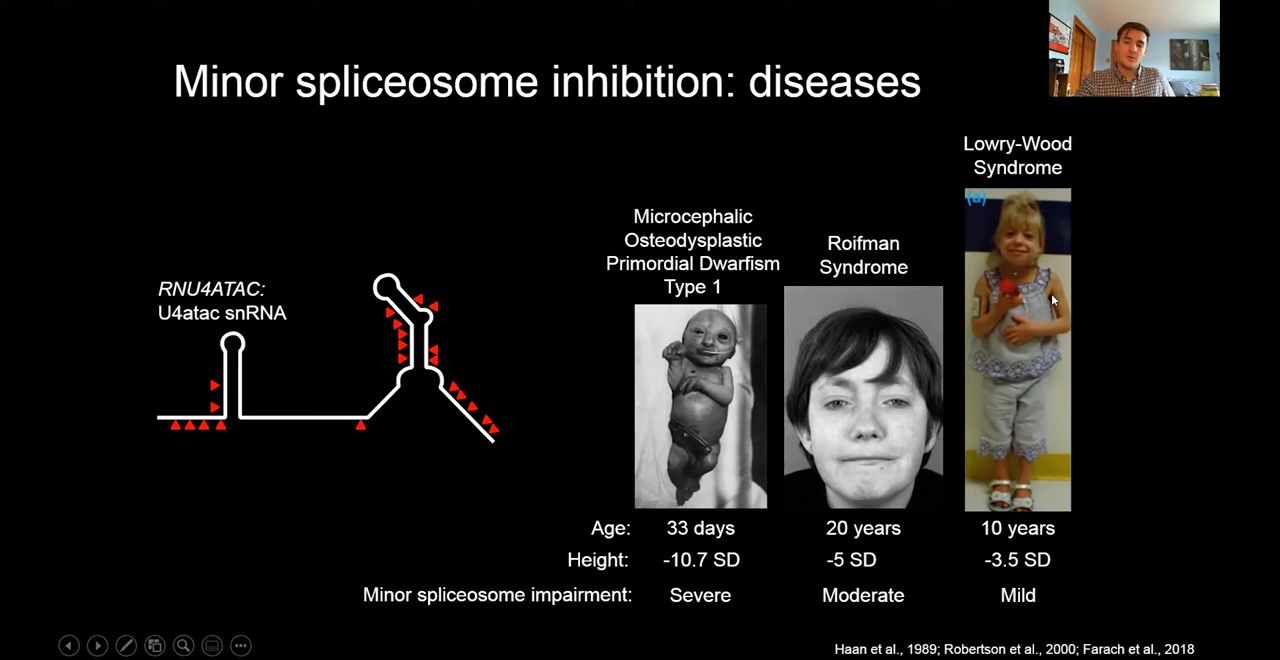 Minor spliceosome inhibition: diseases
RNU4ATAC:
U4atac snRNA
Microcephalic
Osteodysplastic
Primordial Dwarfism
Type 1
Roifman
Syndrome
Lowry-Wood
Syndrome
(a)
Age: 33 days 20 years 10 years
Height: -10.7 SD -5 SD -3.5 SD
Minor spliceosome impairment: Severe Moderate Mild
Haan et al., 1989; Robertson et al., 2000; Farach et al., 2018